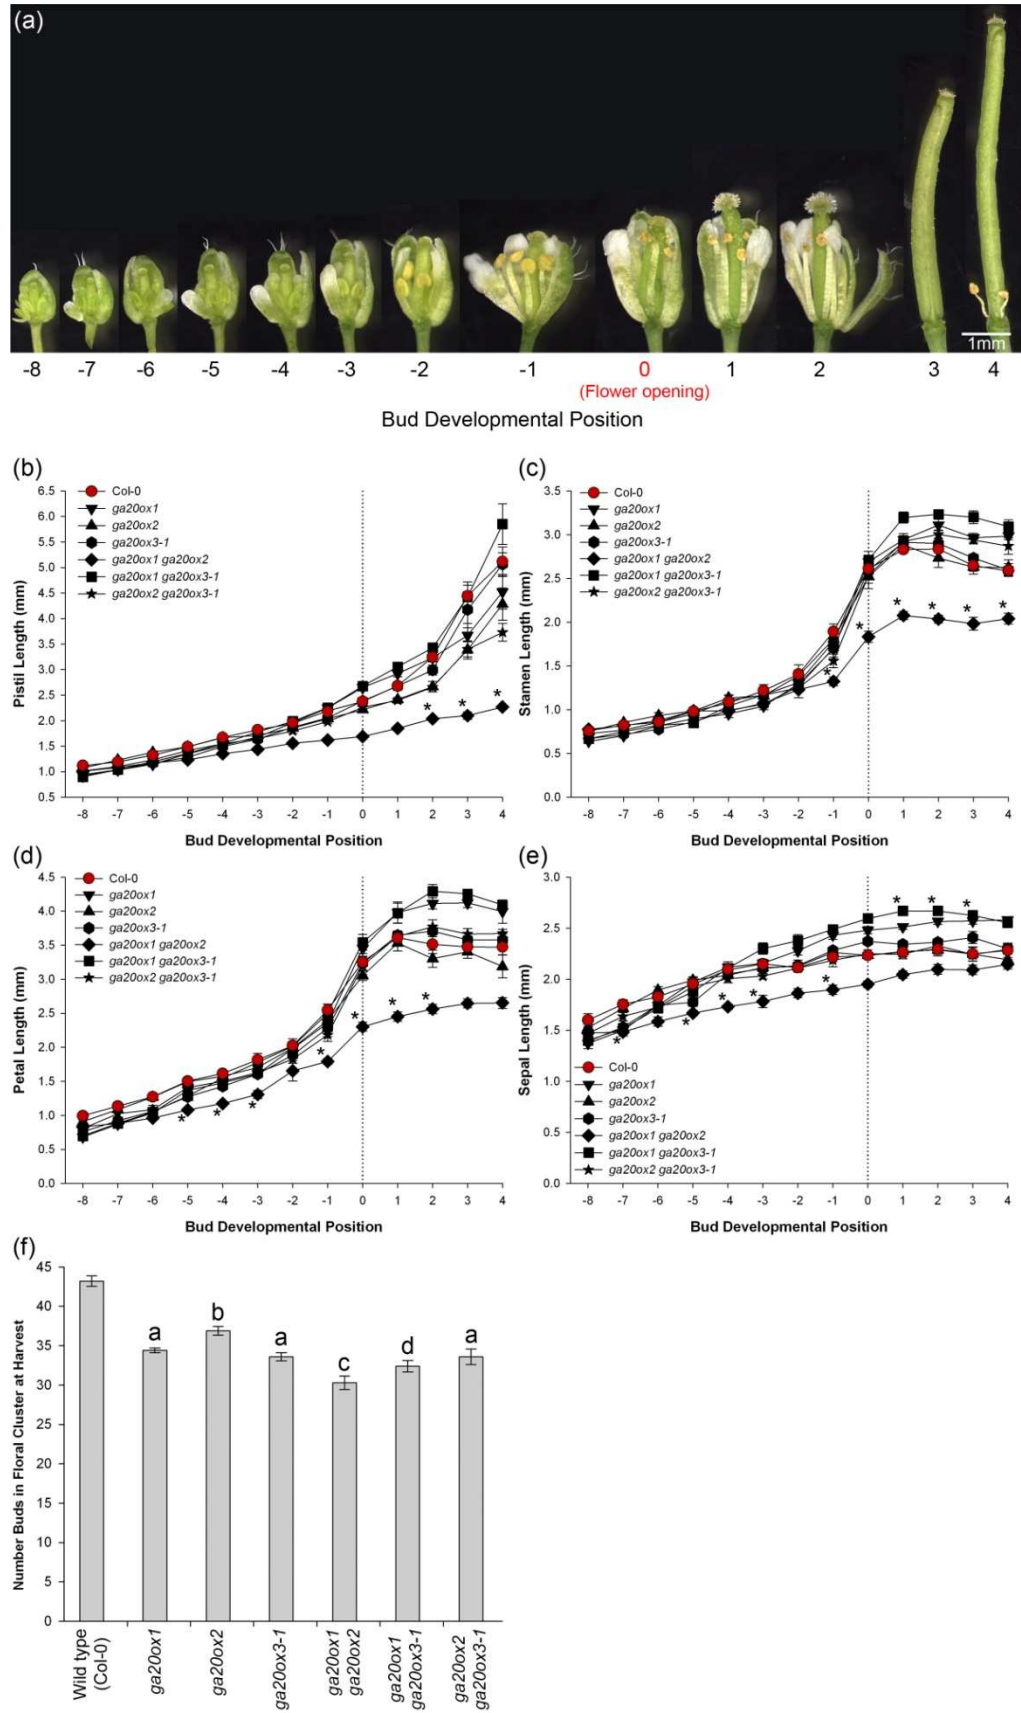 (a)
1mm
-8 -7 -6 -5 -4 -3 -2 -1 0 1 2 3 4
(Flower opening)
Bud Developmental Position
(b)
Pistil Length (mm)
6.5
6.0
5.5
5.0
4.5
4.0
3.5
3.0
2.5
2.0
1.5
1.0
0.5
Col-0
ga20ox1
ga20ox2
ga20ox3-1
ga20ox1 ga20ox2
ga20ox1 ga20ox3-1
ga20ox2 ga20ox3-1
* * *
-8 -7 -6 -5 -4 -3 -2 -1 0 1 2 3 4
Bud Developmental Position
(c)
Stamen Length (mm)
3.5
3.0
2.5
2.0
1.5
1.0
0.5
0.0
Col-0
ga20ox1
ga20ox2
ga20ox3-1
ga20ox1 ga20ox2
ga20ox1 ga20ox3-1
ga20ox2 ga20ox3-1
* * * * * *
-8 -7 -6 -5 -4 -3 -2 -1 0 1 2 3 4
Bud Developmental Position
(d)
Petal Length (mm)
4.5
4.0
3.5
3.0
2.5
2.0
1.5
1.0
0.5
0.0
Col-0
ga20ox1
ga20ox2
ga20ox3-1
ga20ox1 ga20ox2
ga20ox1 ga20ox3-1
ga20ox2 ga20ox3-1
* * * * * * *
-8 -7 -6 -5 -4 -3 -2 -1 0 1 2 3 4
Bud Developmental Position
(e)
Sepal Length (mm)
3.0
2.5
2.0
1.5
1.0
0.5
0.0
* * * * * * * *
Col-0
ga20ox1
ga20ox2
ga20ox3-1
ga20ox1 ga20ox2
ga20ox1 ga20ox3-1
ga20ox2 ga20ox3-1
-8 -7 -6 -5 -4 -3 -2 -1 0 1 2 3 4
Bud Developmental Position
(f)
Number Buds in Floral Cluster at Harvest
45
40
35
30
25
20
15
10
5
0
a b a c d a
Wild type
(Col-0)
ga20ox1
ga20ox2
ga20ox3-1
ga20ox1
ga20ox2
ga20ox1
ga20ox3-1
ga20ox2
ga20ox3-1